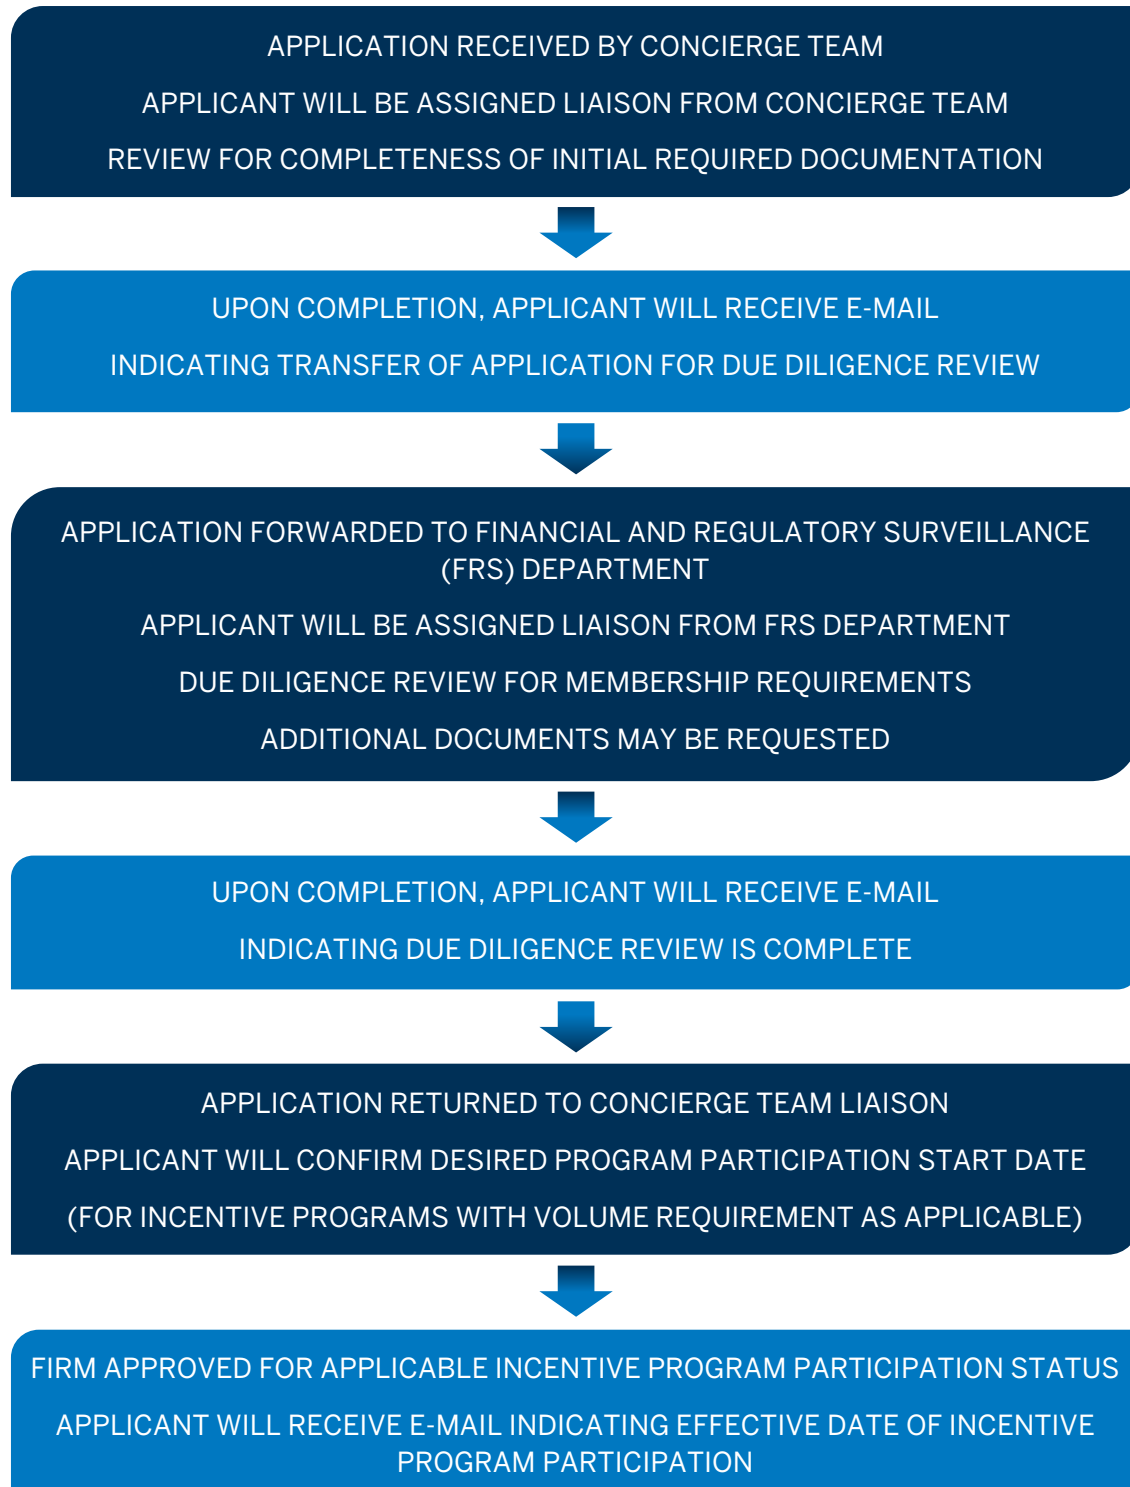 APPLICATION RECEIVED BY CONCIERGE TEAM
APPLICANT WILL BE ASSIGNED LIAISON FROM CONCIERGE TEAM
REVIEW FOR COMPLETENESS OF INITIAL REQUIRED DOCUMENTATION
UPON COMPLETION, APPLICANT WILL RECEIVE E-MAIL
INDICATING TRANSFER OF APPLICATION FOR DUE DILIGENCE REVIEW
APPLICATION FORWARDED TO FINANCIAL AND REGULATORY SURVEILLANCE
(FRS) DEPARTMENT
APPLICANT WILL BE ASSIGNED LIAISON FROM FRS DEPARTMENT
DUE DILIGENCE REVIEW FOR MEMBERSHIP REQUIREMENTS
ADDITIONAL DOCUMENTS MAY BE REQUESTED
UPON COMPLETION, APPLICANT WILL RECEIVE E-MAIL
INDICATING DUE DILIGENCE REVIEW IS COMPLETE
APPLICATION RETURNED TO CONCIERGE TEAM LIAISON
APPLICANT WILL CONFIRM DESIRED PROGRAM PARTICIPATION START DATE
(FOR INCENTIVE PROGRAMS WITH VOLUME REQUIREMENT AS APPLICABLE)
FIRM APPROVED FOR APPLICABLE INCENTIVE PROGRAM PARTICIPATION STATUS
APPLICANT WILL RECEIVE E-MAIL INDICATING EFFECTIVE DATE OF INCENTIVE
PROGRAM PARTICIPATION